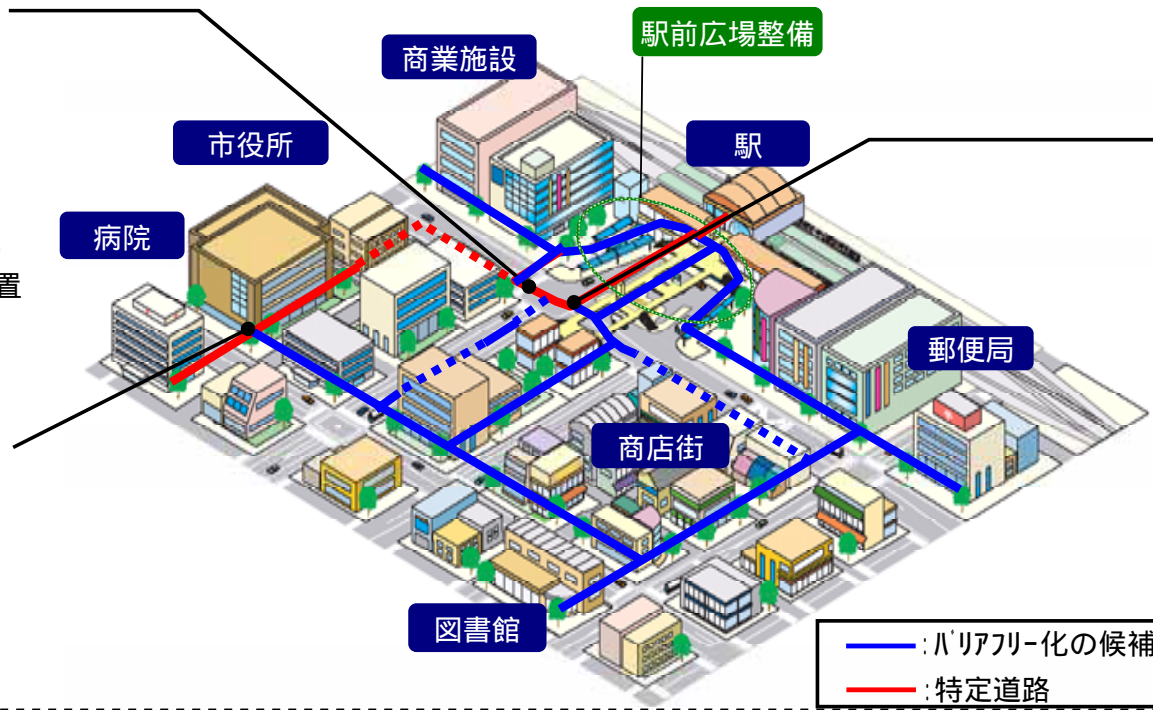 駅前広場整備
商業施設
市役所
駅
病院
置
郵便局
商店街
図書館
:バリアフリー化の候補
:特定道路